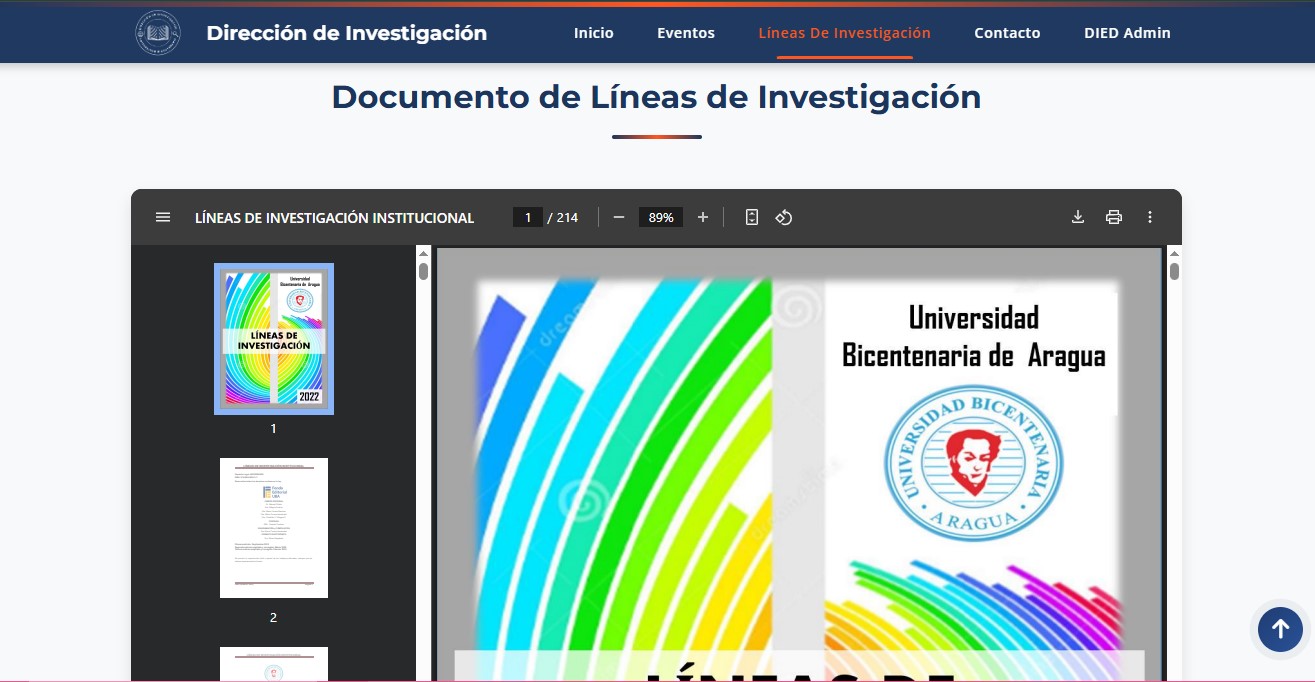 Dirección de Investigación
Inicio
Eventos
Líneas De Investigación
Contacto
DIED Admin
Documento de Líneas de Investigación
LÍNEAS DE INVESTIGACIÓN INSTITUCIONAL
1 / 214
89%
Universidad
Bicentenaria de Aragua
LÍNEAS DE
INVESTIGACIÓN
2022
1
2
Universidad
Bicentenaria de Aragua
UNIVERSIDAD BICENTENARIA
ARAGUA
LÍNEAS DE